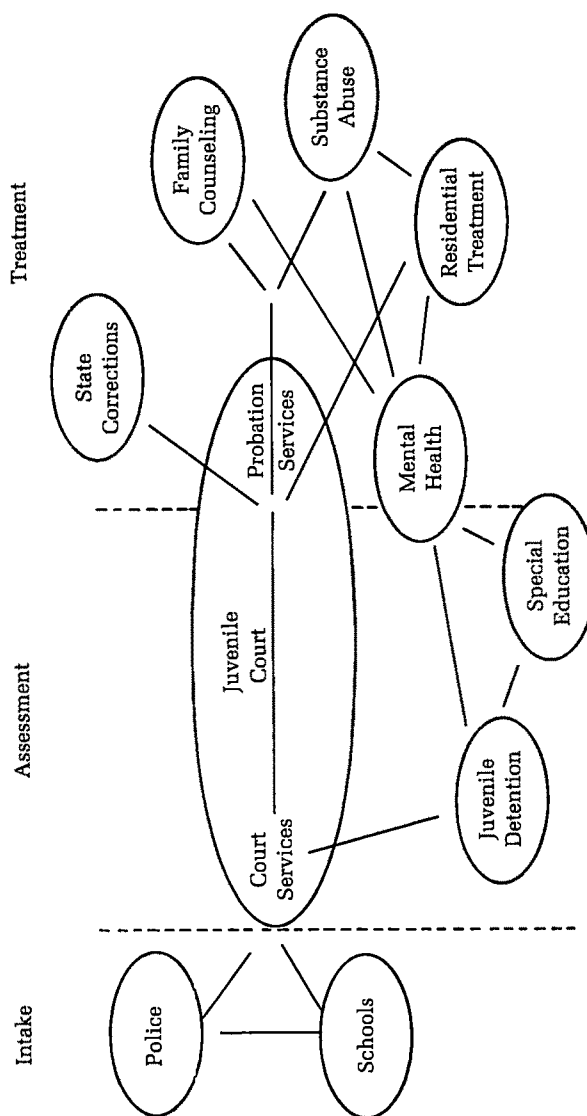 Intake
Assessment
Treatment
Police
Schools
Court
Services
Juvenile
Court
Probation
Services
State
Corrections
Family
Counseling
Substance
Abuse
Residential
Treatment
Mental
Health
Special
Education
Juvenile
Detention